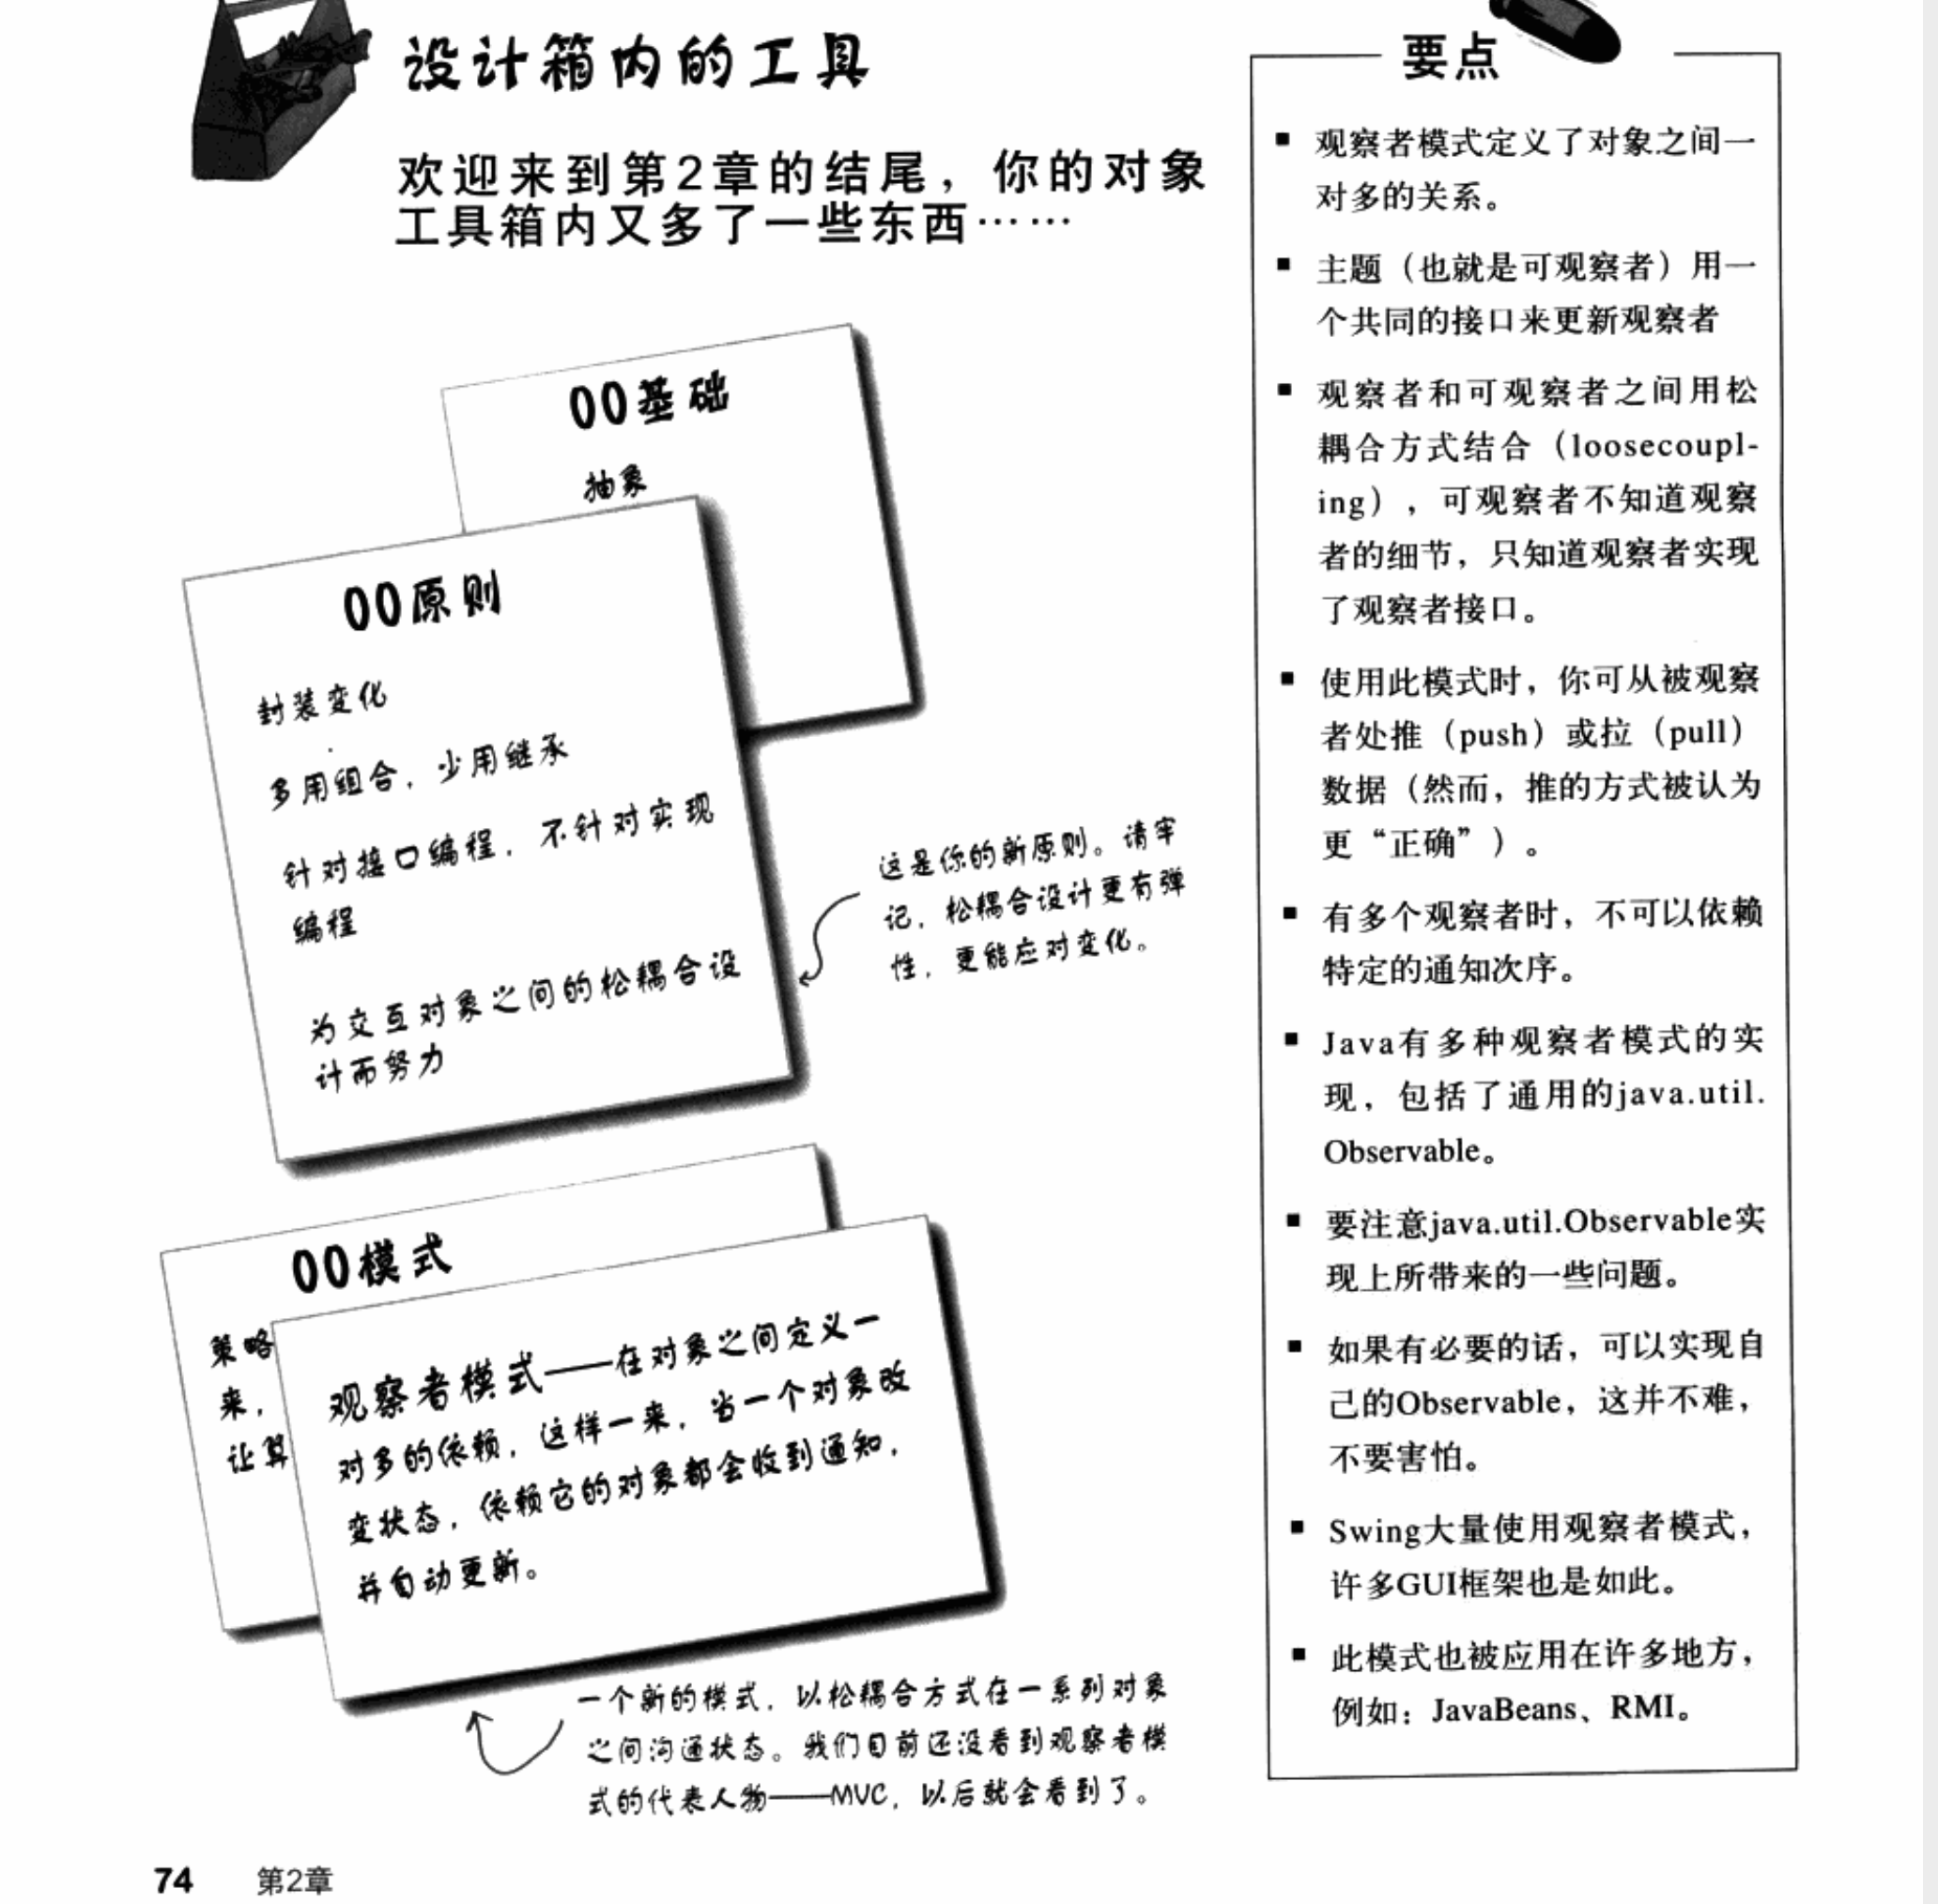 设计箱内的工具
欢迎来到第2章的结尾，你的对象
工具箱内又多了一些东西……
OO基础
抽象
OO原则
封装变化
多用组合，少用继承
针对接口编程，不针对实现
编程
为交互对象之间的松耦合设
计而努力
这是你的新原则。请牢
记，松耦合设计更有弹
性，更能应对变化。
OO模式
策略
来，
让算
观察者模式——在对象之间定义一
对多的依赖，这样一来，当一个对象改
变状态，依赖它的对象都会收到通知，
并自动更新。
一个新的模式，以松耦合方式在一系列对象
之间沟通状态。我们目前还没看到观察者模
式的代表人物——MVC，以后就会看到了。
要点
■ 观察者模式定义了对象之间一
对多的关系。
■ 主题（也就是可观察者）用一
个共同的接口来更新观察者
■ 观察者和可观察者之间用松
耦合方式结合（loosecoupl-
ing），可观察者不知道观察
者的细节，只知道观察者实现
了观察者接口。
■ 使用此模式时，你可从被观察
者处推（push）或拉（pull）
数据（然而，推的方式被认为
更“正确”）。
■ 有多个观察者时，不可以依赖
特定的通知次序。
■ Java有多种观察者模式的实
现，包括了通用的java.util.
Observable。
■ 要注意java.util.Observable实
现上所带来的一些问题。
■ 如果有必要的话，可以实现自
己的Observable，这并不难，
不要害怕。
■ Swing大量使用观察者模式，
许多GUI框架也是如此。
■ 此模式也被应用在许多地方，
例如：JavaBeans、RMI。
74 第2章